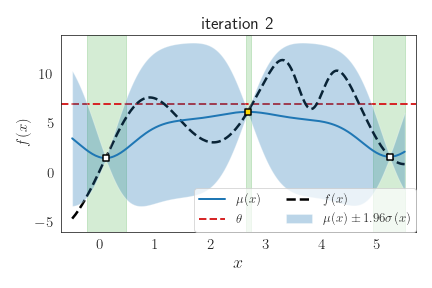 iteration 2
10
5
0
−5
f(x)
μ(x) f(x)
θ μ(x) ± 1.96σ(x)
0 1 2 3 4 5
x